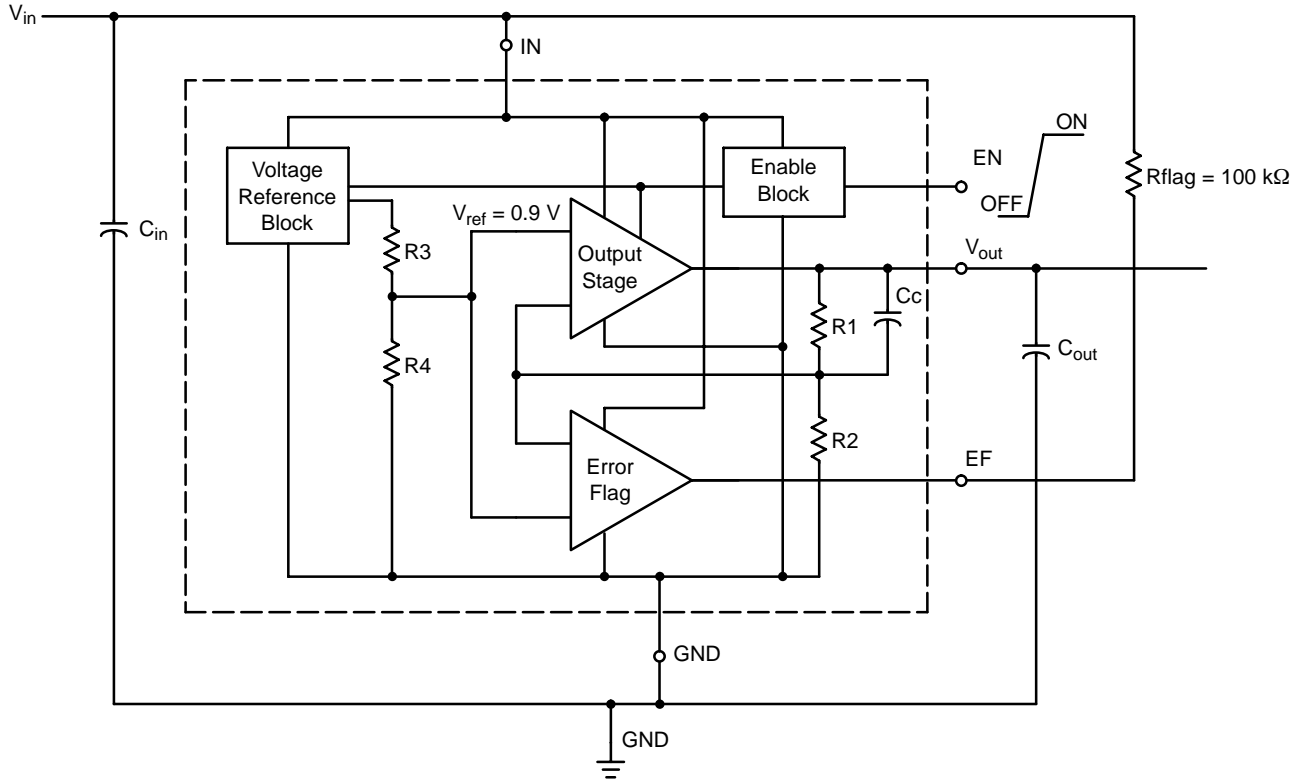 Vin
IN
Voltage
Reference
Block
Enable
Block
EN
ON
OFF
Rflag = 100 kΩ
Cin
R3
Vref = 0.9 V
Output
Stage
Vout
Cc
R1
R4
Cout
R2
Error
Flag
EF
GND
GND